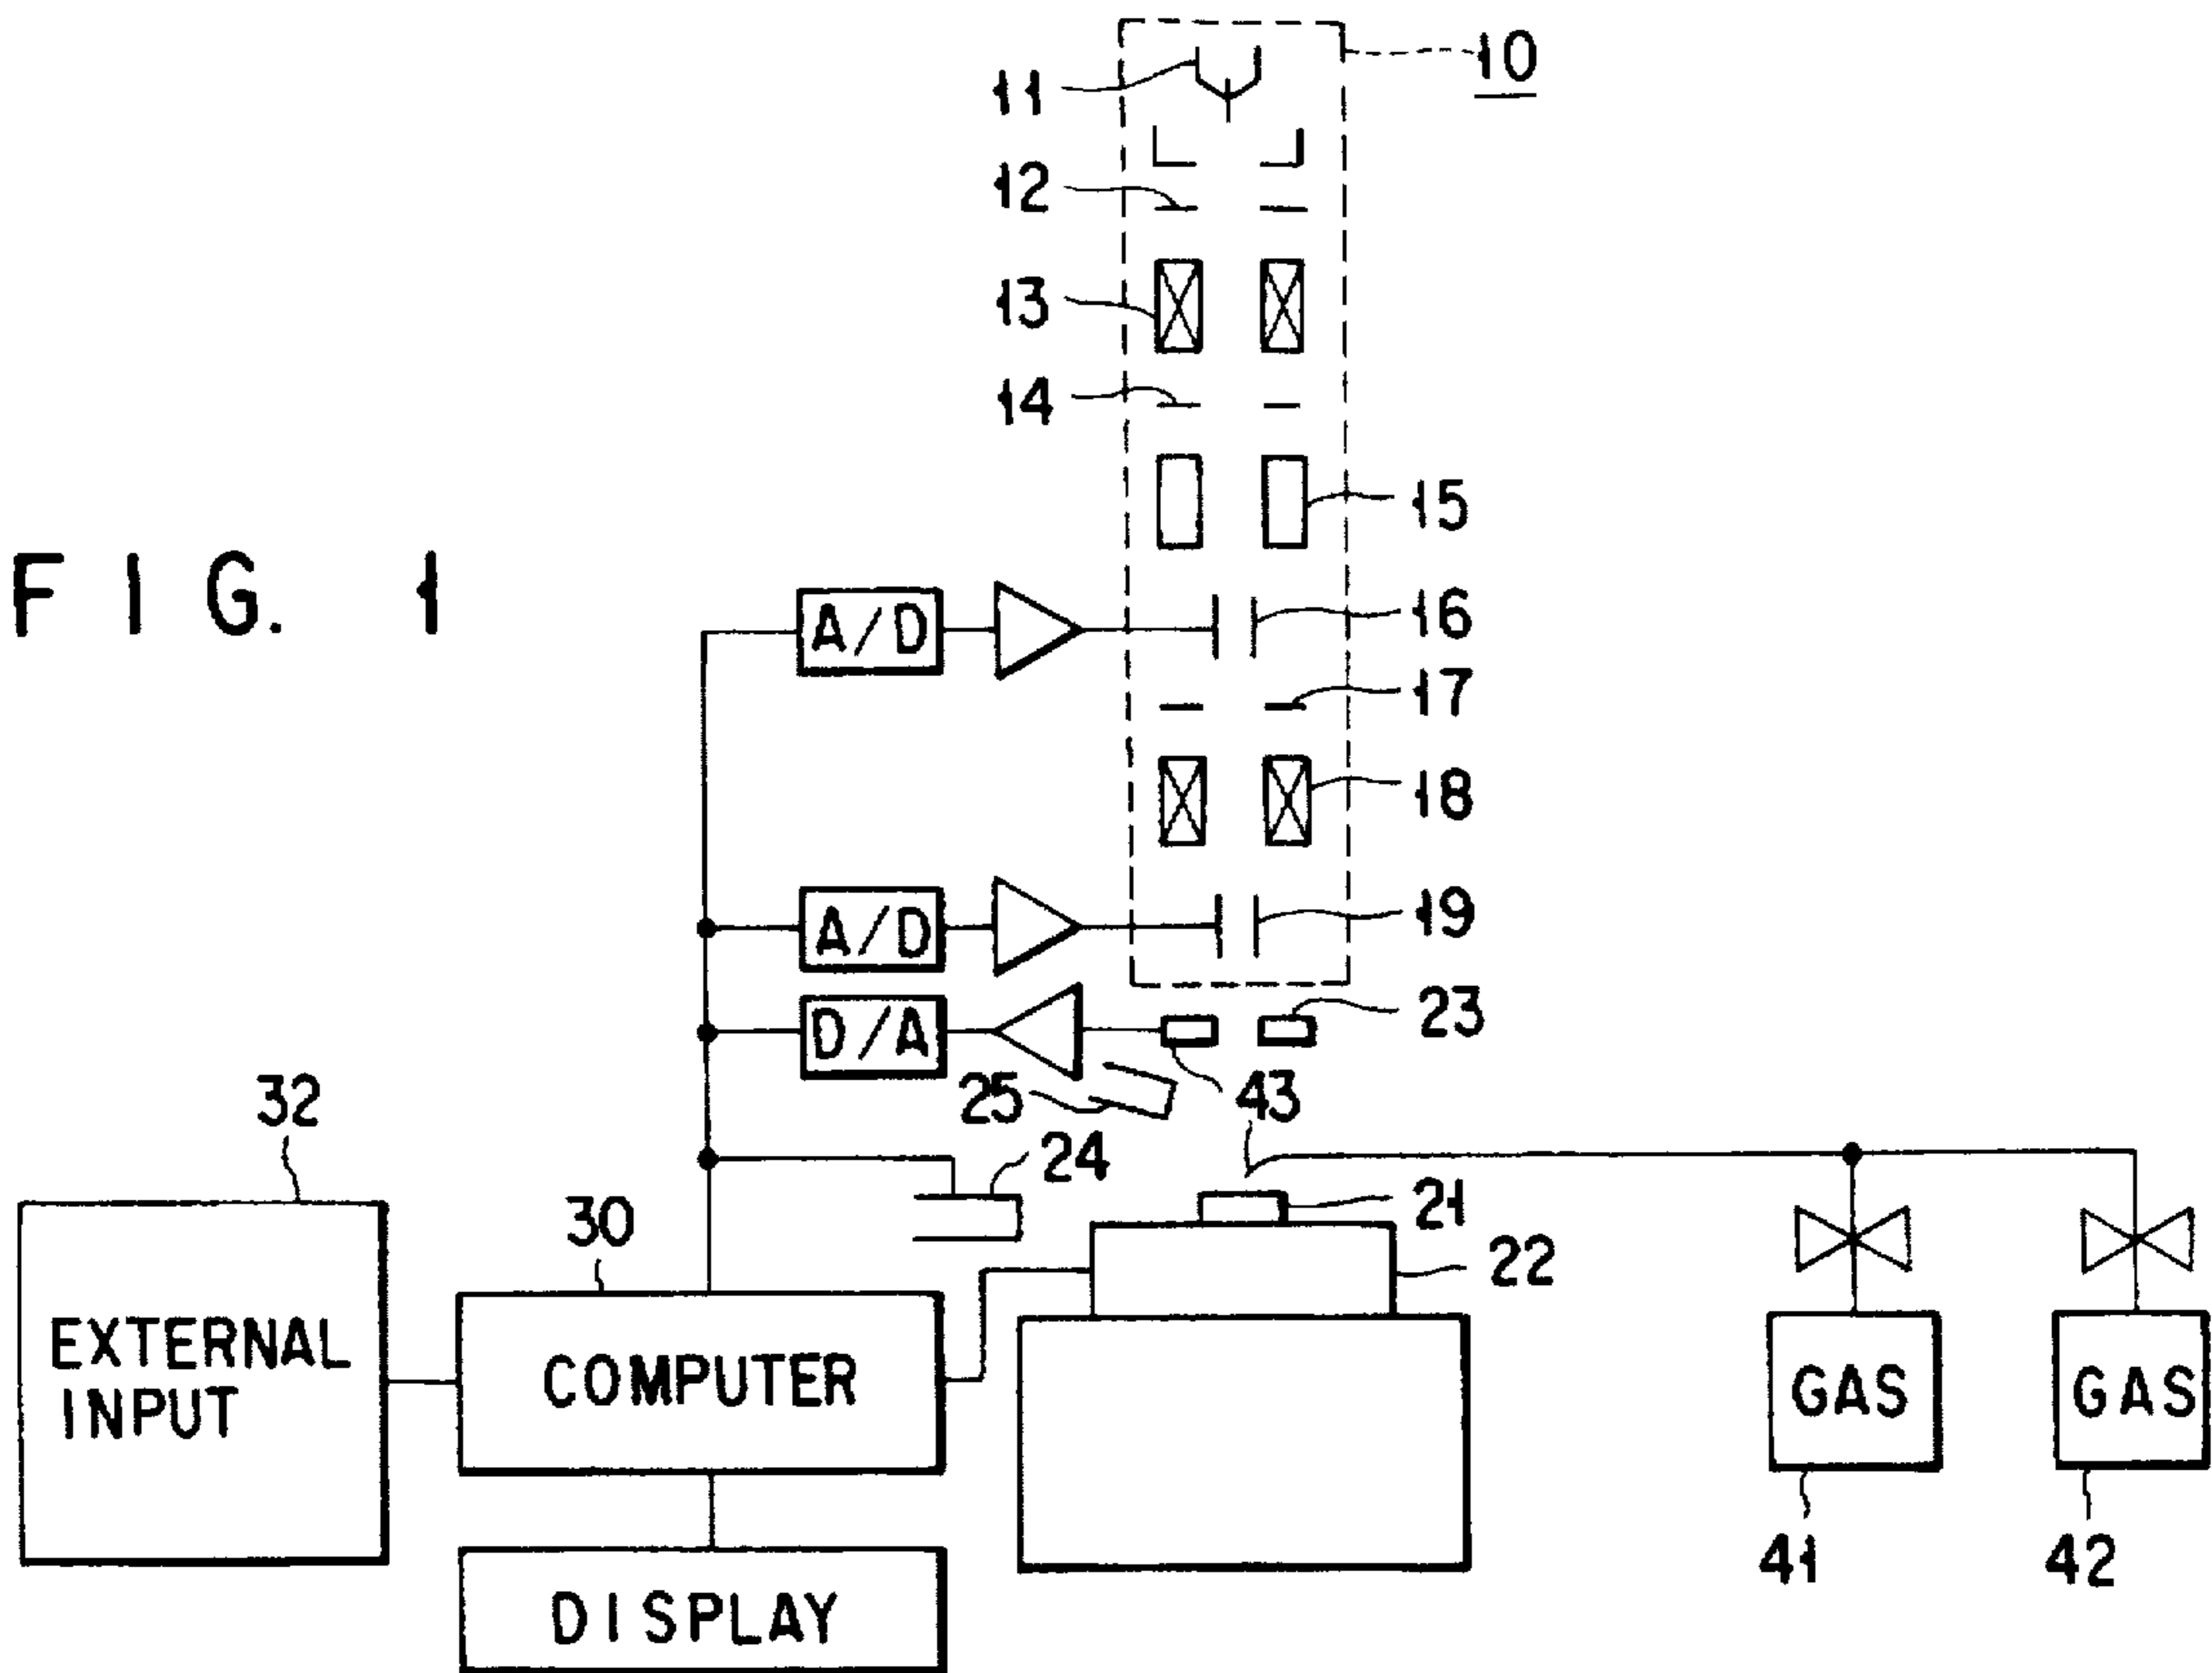 10
11
12
13
14
15
FIG. 1
A/D
16
17
18
A/D
19
D/A
23
25
43
32
24
30
21
22
EXTERNAL
INPUT
COMPUTER
GAS
GAS
41
42
DISPLAY